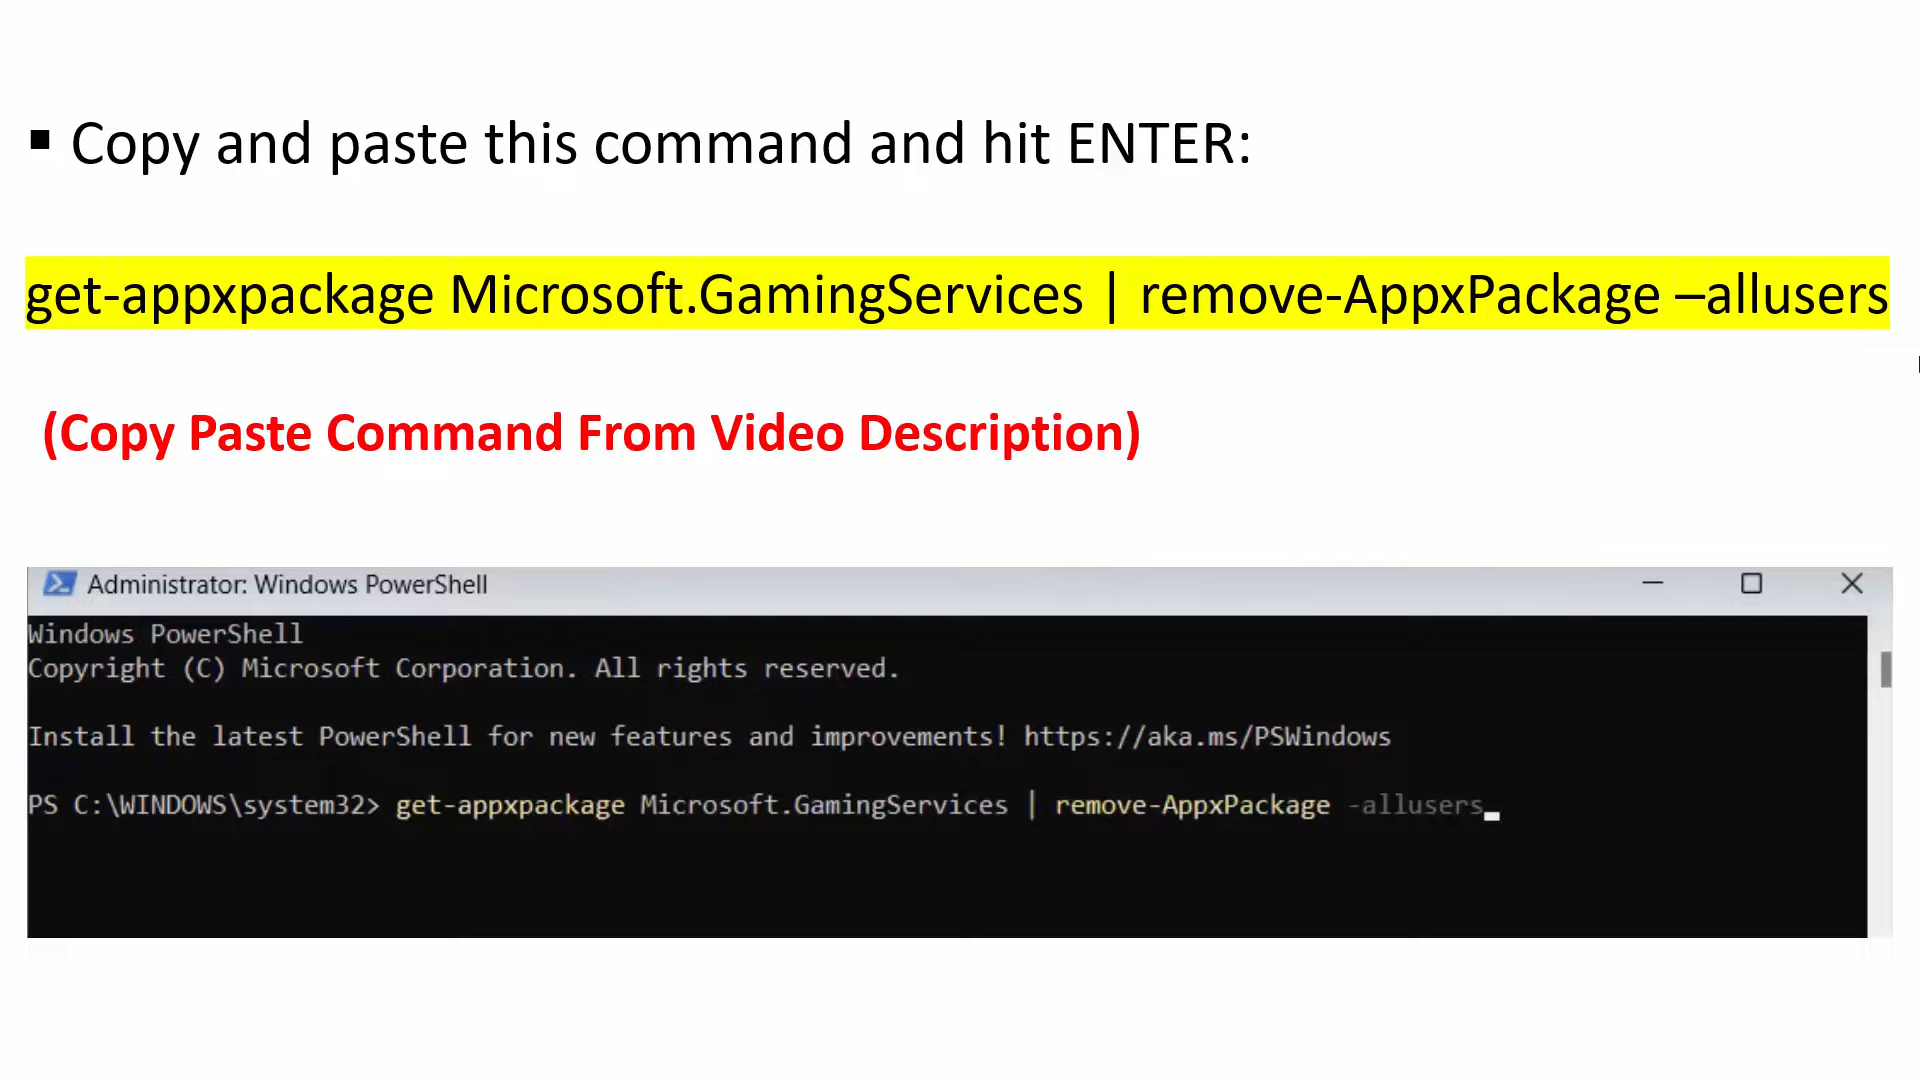 ▪ Copy and paste this command and hit ENTER:
get-appxpackage Microsoft.GamingServices | remove-AppxPackage –allusers
(Copy Paste Command From Video Description)
Administrator: Windows PowerShell
Windows PowerShell
Copyright (C) Microsoft Corporation. All rights reserved.
Install the latest PowerShell for new features and improvements! https://aka.ms/PSWindows
PS C:\WINDOWS\system32> get-appxpackage Microsoft.GamingServices | remove-AppxPackage -allusers